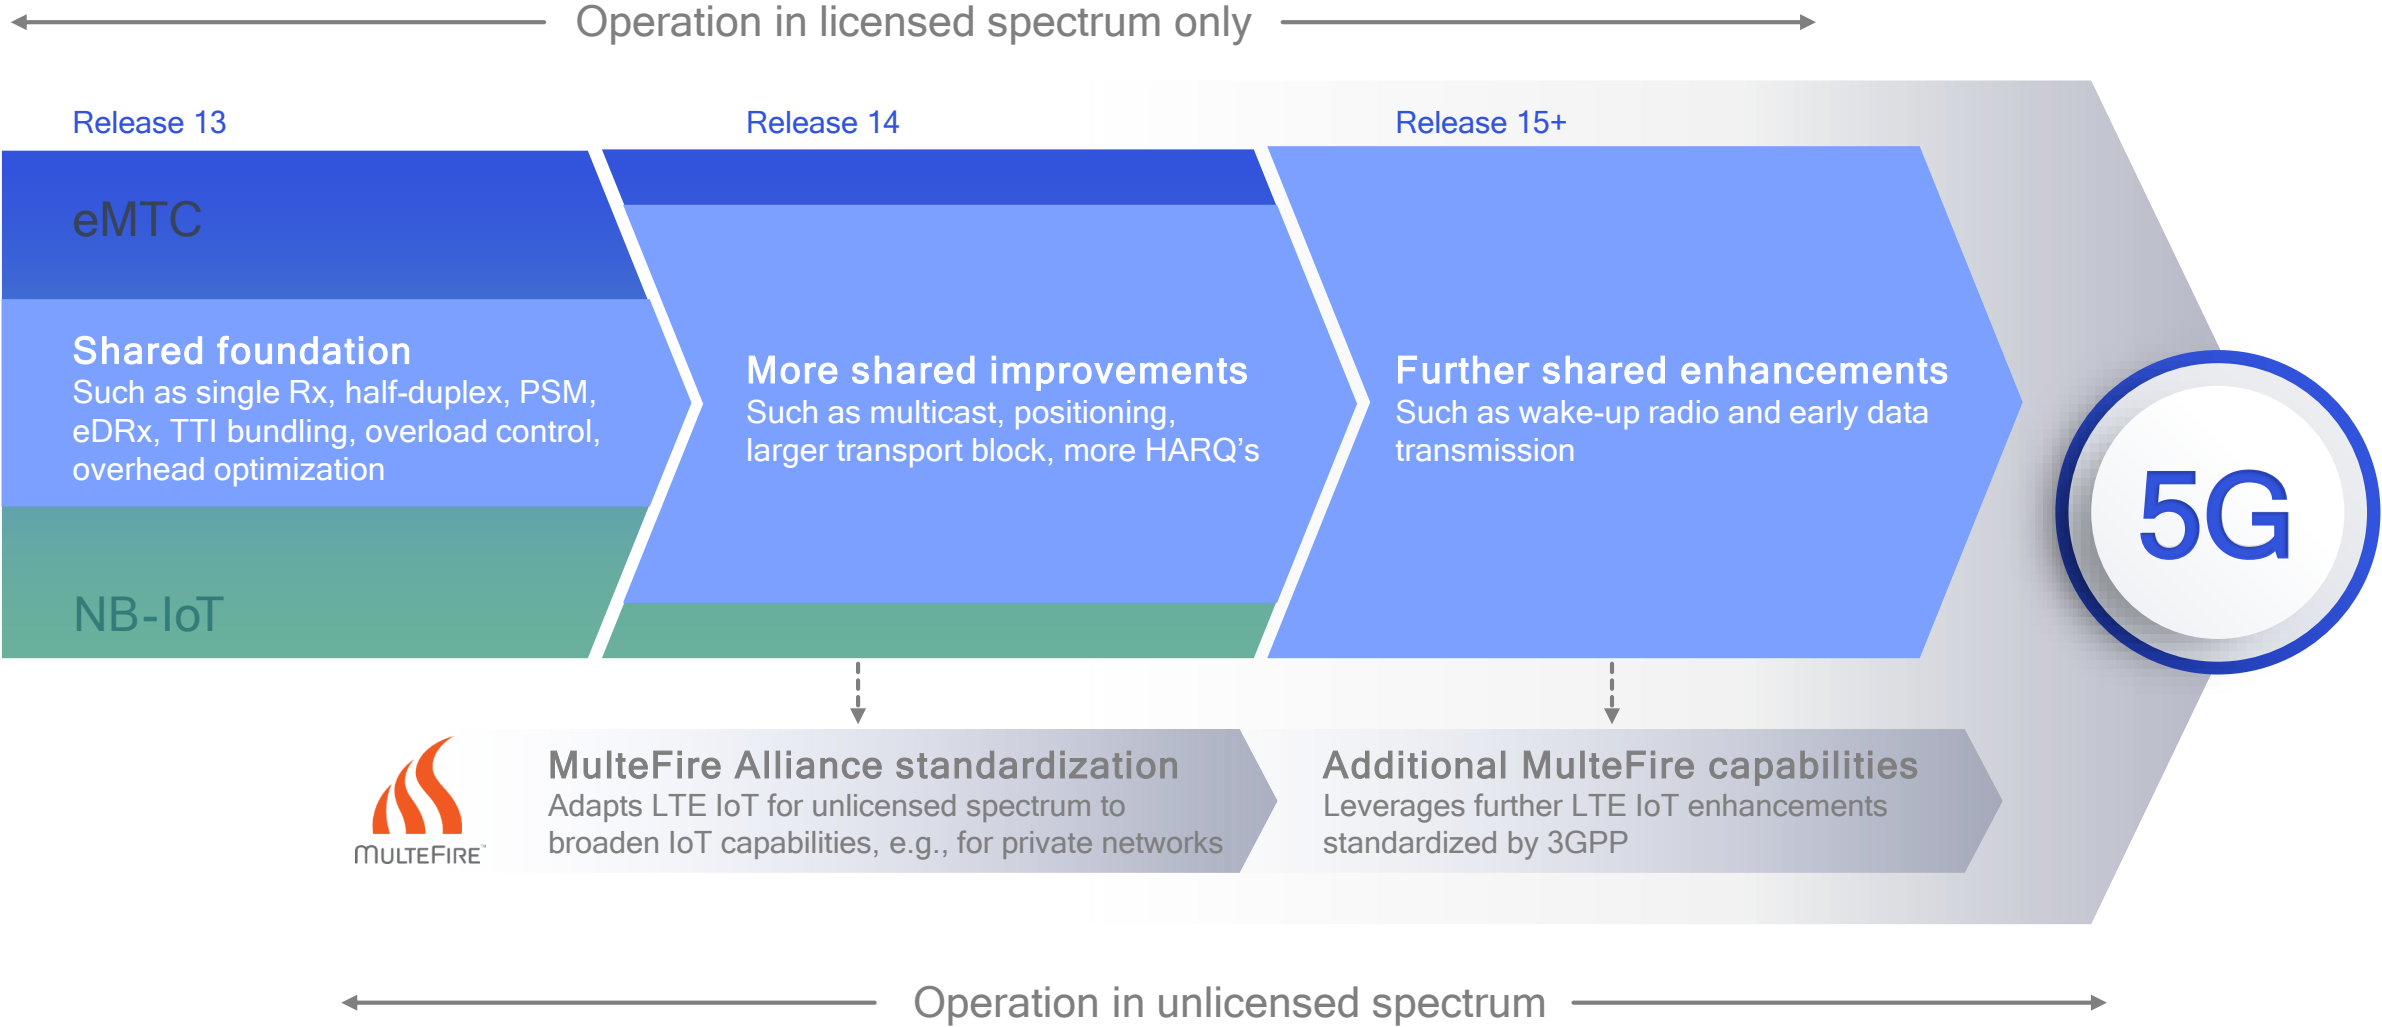 Operation in licensed spectrum only
Release 13
Release 14
Release 15+
eMTC
Shared foundation
Such as single Rx, half-duplex, PSM,
eDRx, TTI bundling, overload control,
overhead optimization
NB-IoT
More shared improvements
Such as multicast, positioning,
larger transport block, more HARQ’s
Further shared enhancements
Such as wake-up radio and early data
transmission
5G
MULTEFIRE™
MulteFire Alliance standardization
Adapts LTE IoT for unlicensed spectrum to
broaden IoT capabilities, e.g., for private networks
Additional MulteFire capabilities
Leverages further LTE IoT enhancements
standardized by 3GPP
Operation in unlicensed spectrum